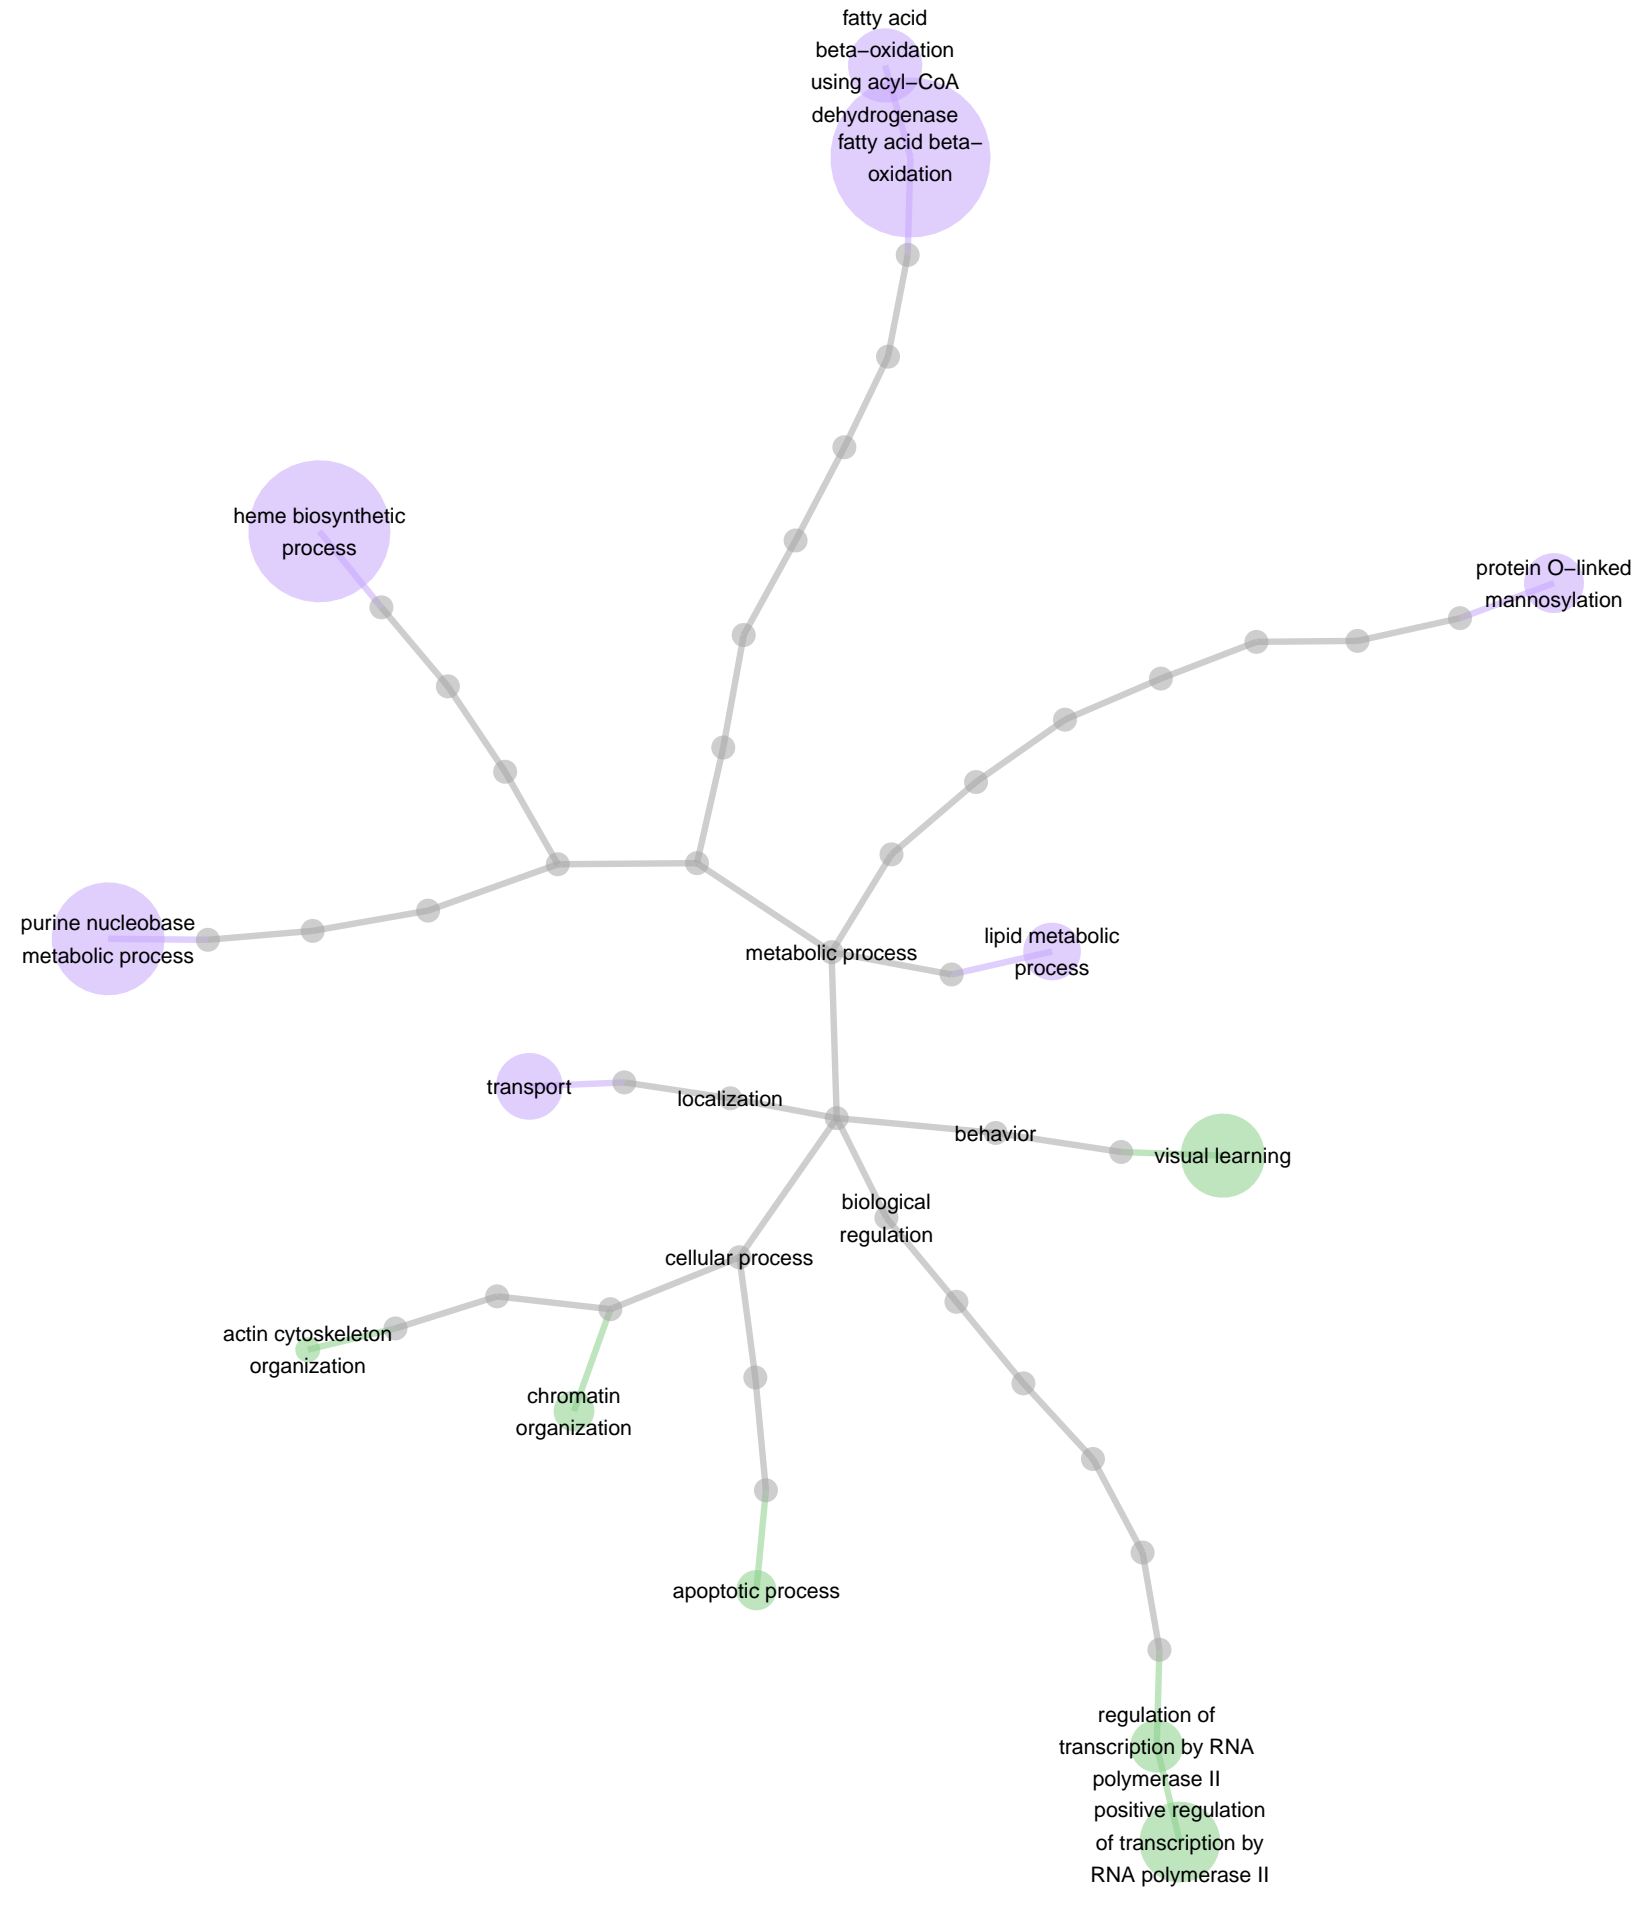 fatty acid
beta−oxidation
using acyl−CoA
dehydrogenase
fatty acid beta−
oxidation
heme biosynthetic
process
protein O−linked
mannosylation
purine nucleobase
metabolic process
metabolic process
lipid metabolic
process
transport
localization
behavior
visual learning
biological
regulation
cellular process
actin cytoskeleton
organization
chromatin
organization
apoptotic process
regulation of
transcription by RNA
polymerase II
positive regulation
of transcription by
RNA polymerase II